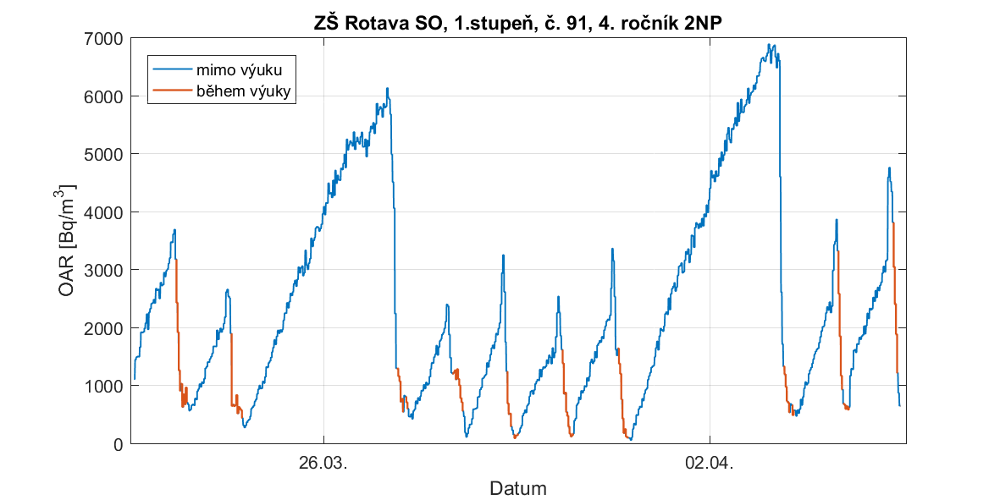 ZŠ Rotava SO, 1.stupeň, č. 91, 4. ročník 2NP
7000
6000
5000
4000
3000
2000
1000
0
OAR [Bq/m³]
mimo výuku
během výuky
26.03.
02.04.
Datum